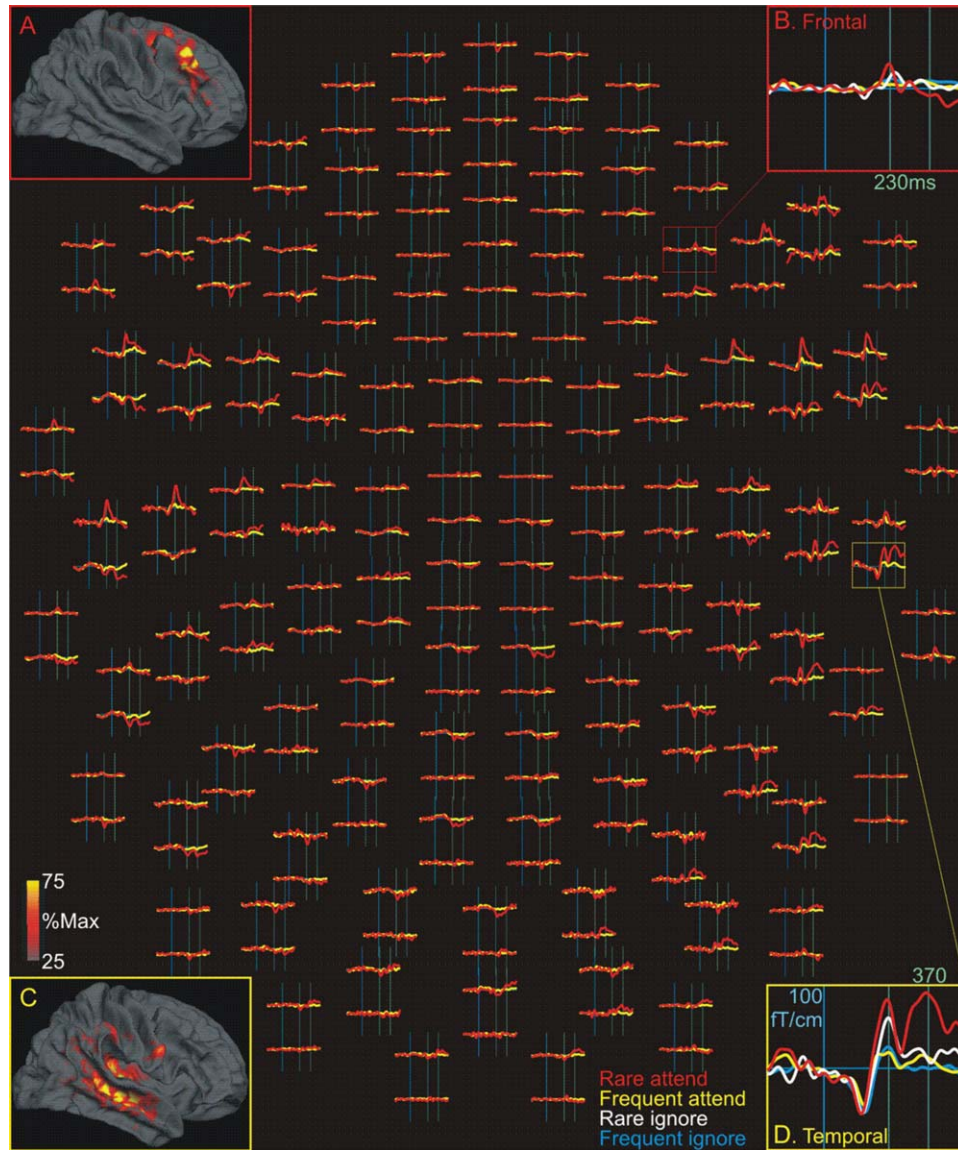 A
B. Frontal
230ms
75
%Max
25
C
370
100
fT/cm
Rare attend
Frequent attend
Rare ignore
Frequent ignore
D. Temporal